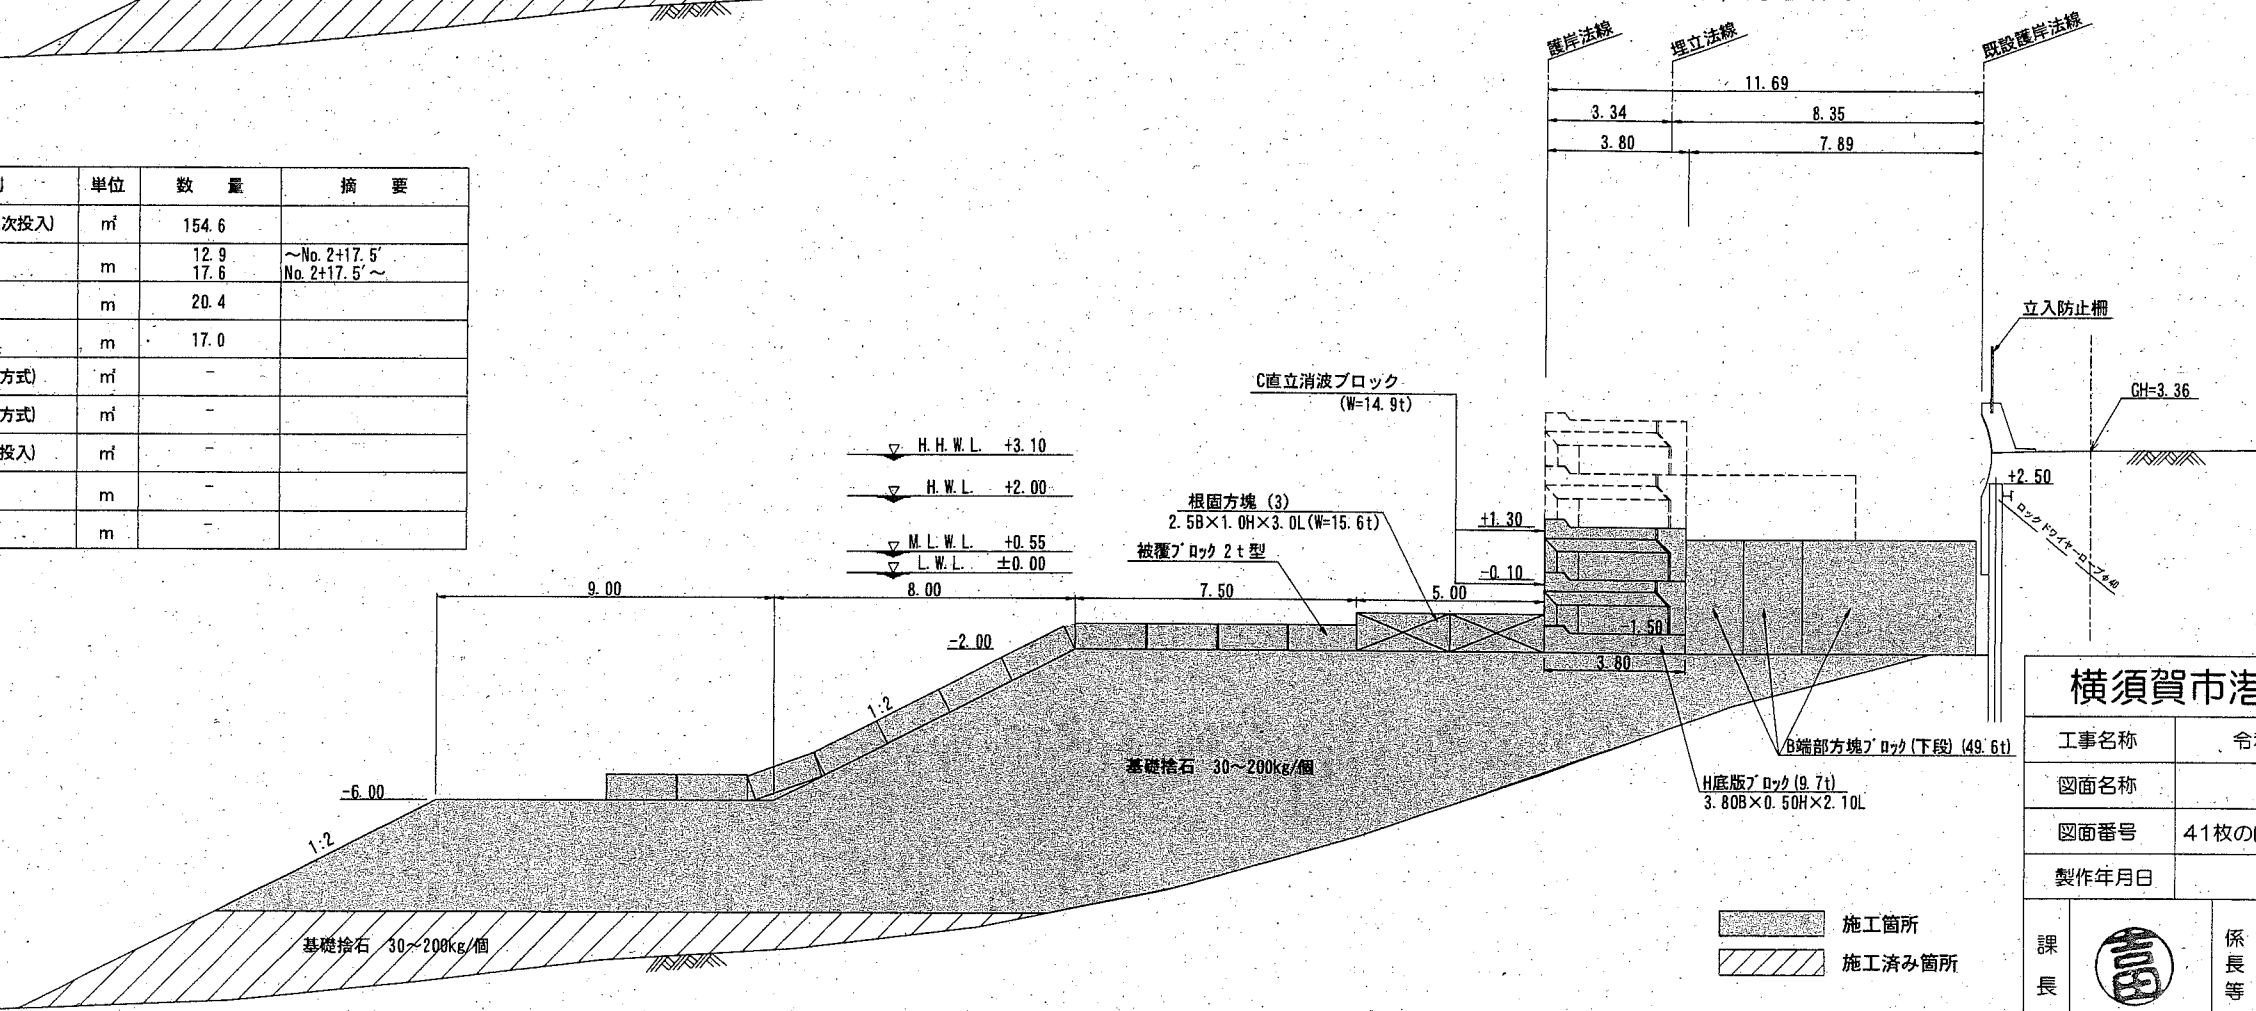 護岸法線
埋立法線
既設護岸法線
11.69
3.34
8.35
3.80
7.89
単位 数量 摘要
次投入) ㎥ 154.6
m 12.9 ～No.2+17.5'
17.6 No.2+17.5'～
m 20.4
m 17.0
方式) ㎡ -
方式) ㎡ -
投入) ㎥ -
m -
m -
立入防止柵
GH=3.36
C直立消波ブロック
(W=14.9t)
H.H.W.L. +3.10
H.W.L. +2.00
M.L.W.L. +0.55
L.W.L. ±0.00
根固方塊 (3)
2.5B×1.0H×3.0L(W=15.6t)
被覆ブロック2t型
+1.30
-0.10
+2.50
ロックドワイヤーロープφ40
9.00
8.00
7.50
5.00
-2.00
-1.50
3.80
1:2
-6.00
1:2
基礎捨石 30～200kg/個
B端部方塊ブロック(下段)(49.6t)
H底版ブロック(9.7t)
3.80B×0.50H×2.10L
基礎捨石 30～200kg/個
施工箇所
施工済み箇所
横須賀市港
工事名称
図面名称
図面番号 41枚の
製作年月日
課長
係長等